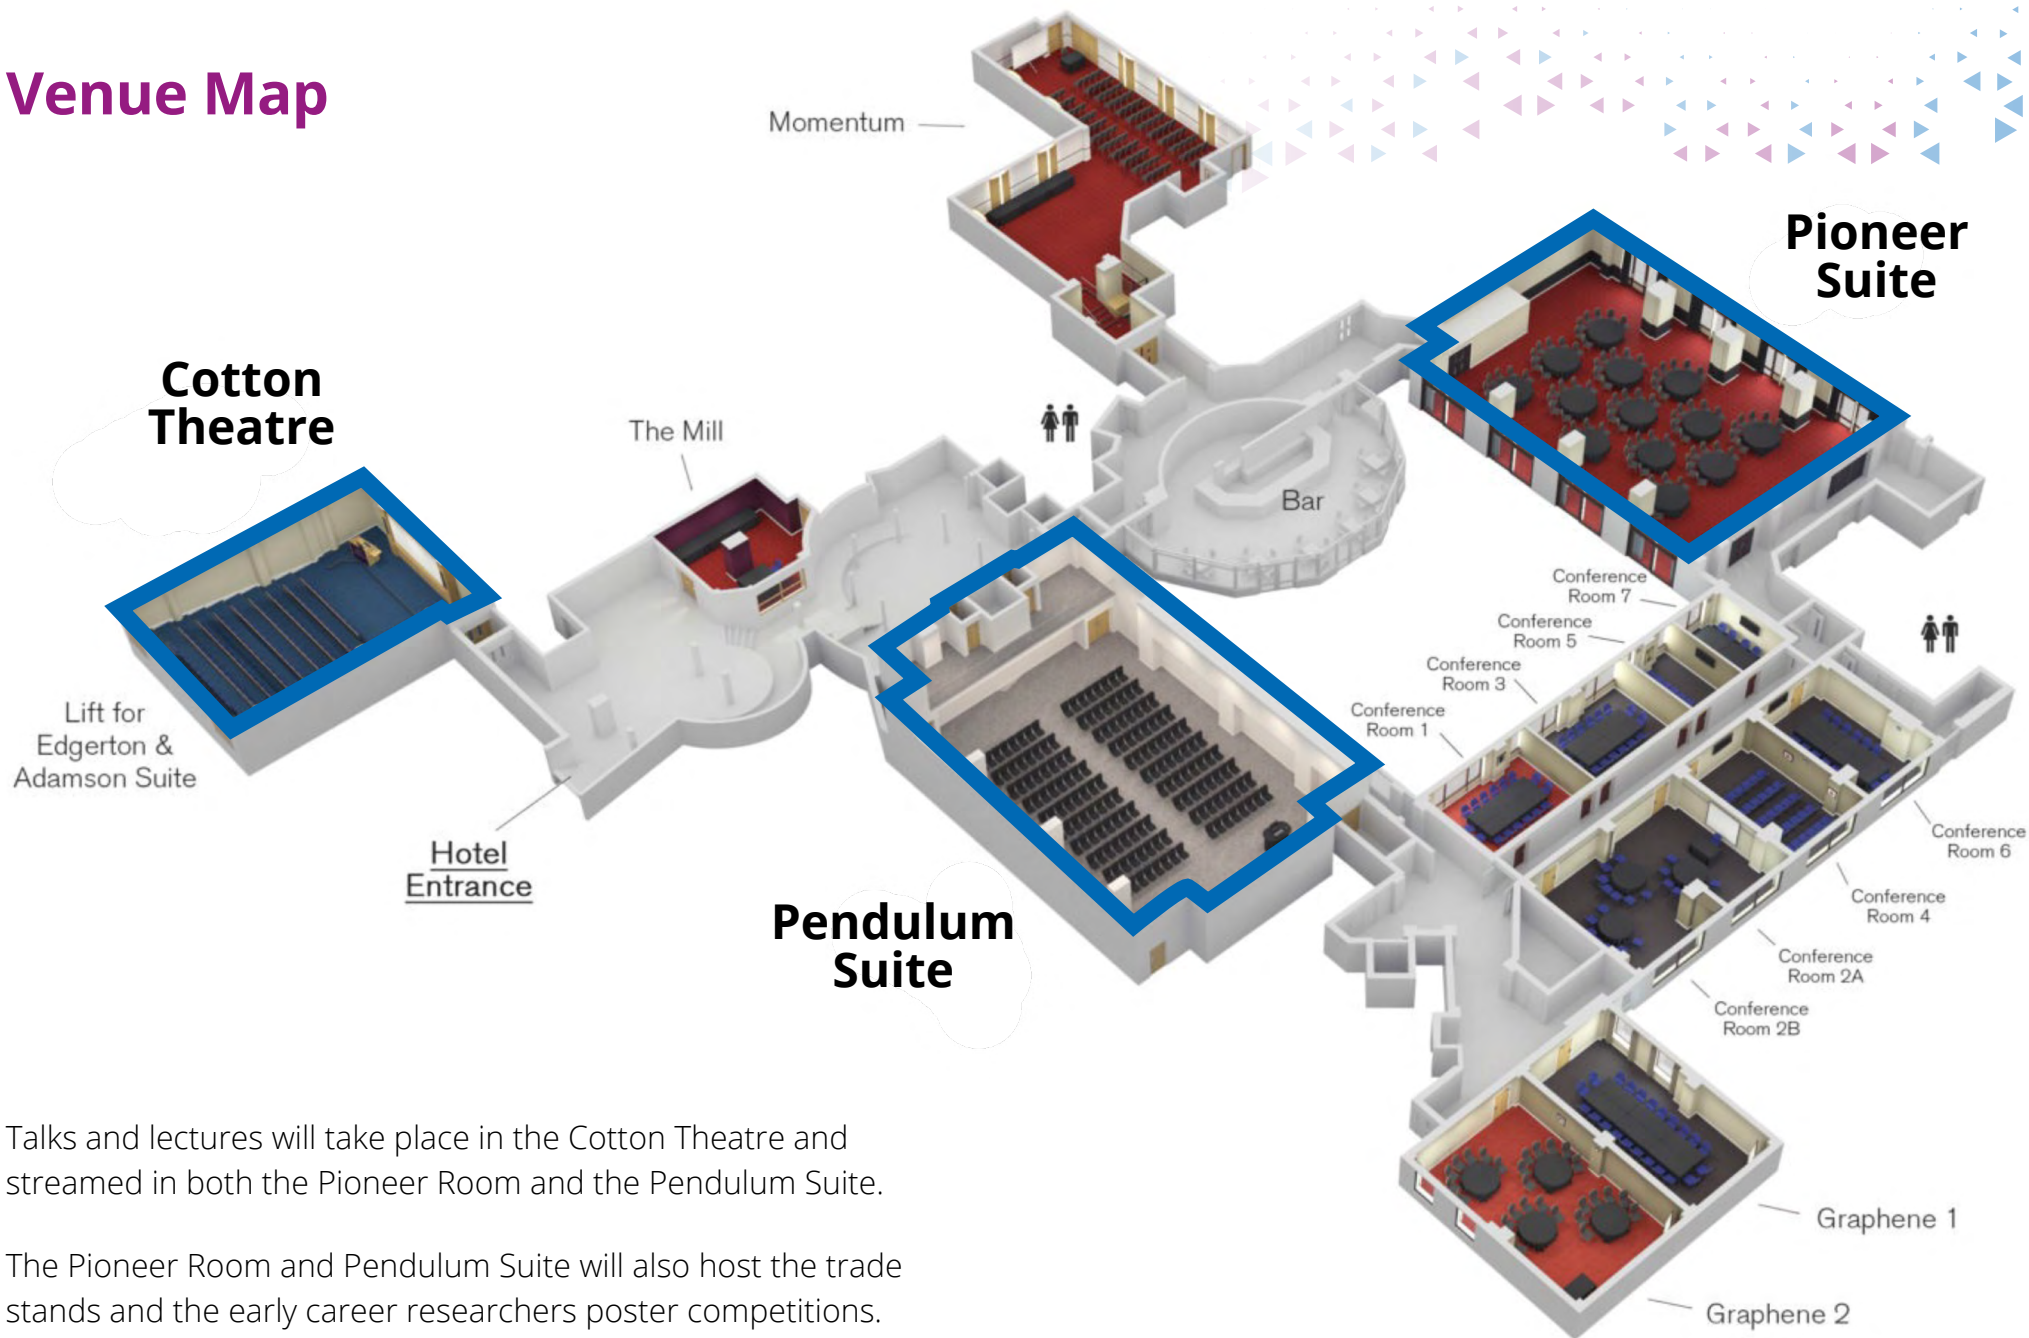 Venue Map
Momentum
Pioneer
Suite
Cotton
Theatre
The Mill
Bar
Conference
Room 7
Conference
Room 5
Conference
Room 3
Conference
Room 1
Lift for
Edgerton &
Adamson Suite
Hotel
Entrance
Pendulum
Suite
Conference
Room 6
Conference
Room 4
Conference
Room 2A
Conference
Room 2B
Talks and lectures will take place in the Cotton Theatre and
streamed in both the Pioneer Room and the Pendulum Suite.
The Pioneer Room and Pendulum Suite will also host the trade
stands and the early career researchers poster competitions.
Graphene 1
Graphene 2